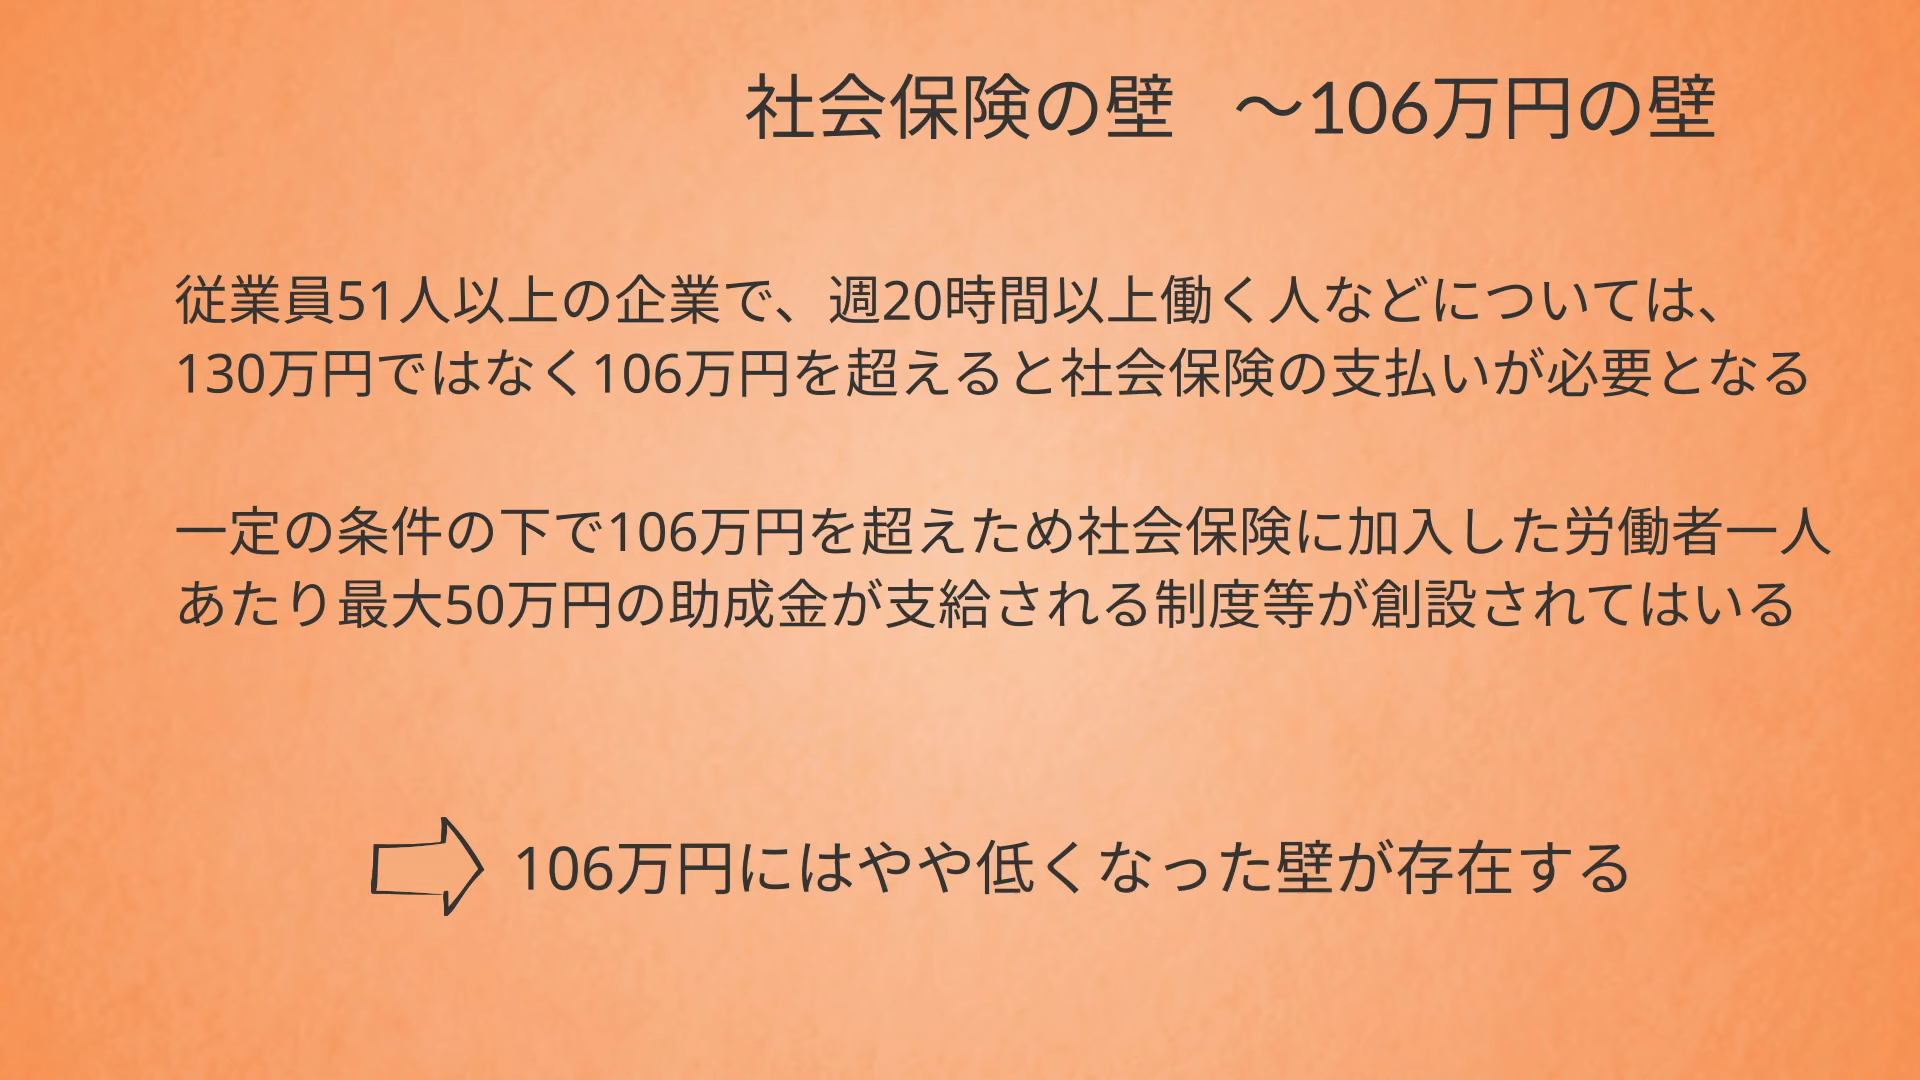 社会保険の壁　～106万円の壁
従業員51人以上の企業で、週20時間以上働く人などについては、
130万円ではなく106万円を超えると社会保険の支払いが必要となる
一定の条件の下で106万円を超えため社会保険に加入した労働者一人
あたり最大50万円の助成金が支給される制度等が創設されてはいる
106万円にはやや低くなった壁が存在する